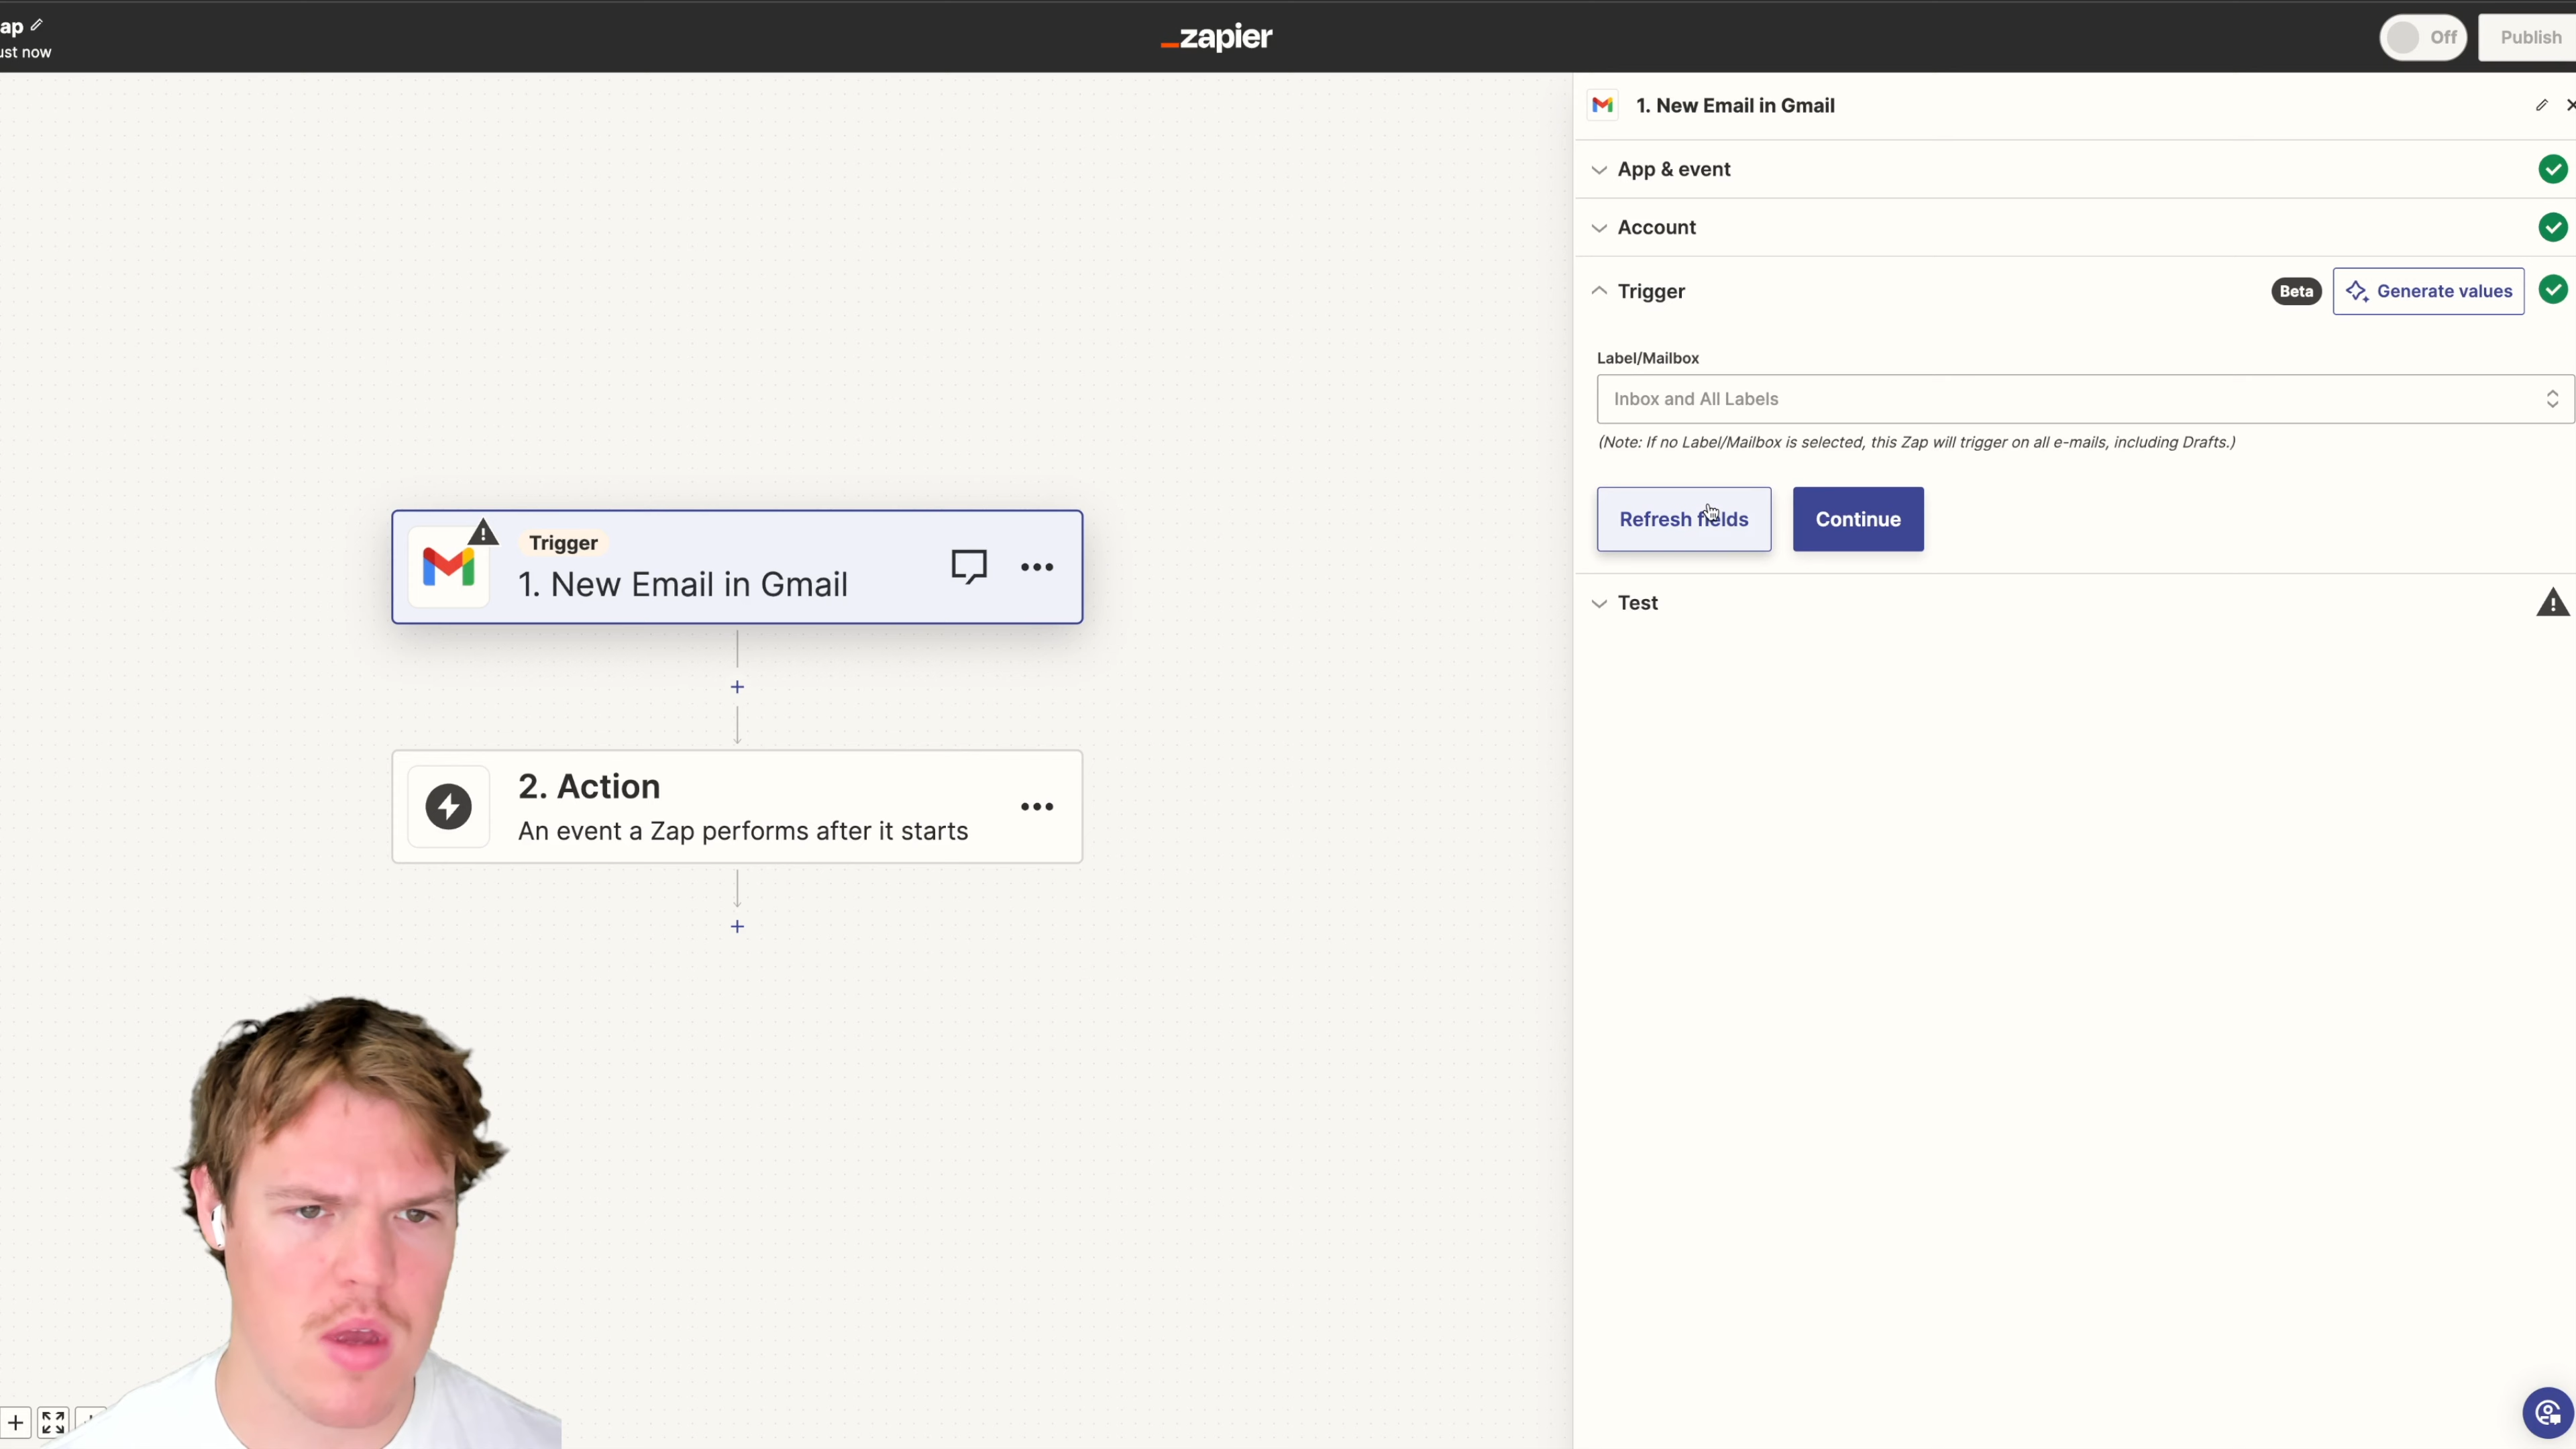 ap
ust now
zapier
Off
Publish
1. New Email in Gmail
App & event
Account
Trigger
Beta
Generate values
Label/Mailbox
Inbox and All Labels
(Note: If no Label/Mailbox is selected, this Zap will trigger on all e-mails, including Drafts.)
Refresh fields
Continue
Test
Trigger
1. New Email in Gmail
2. Action
An event a Zap performs after it starts